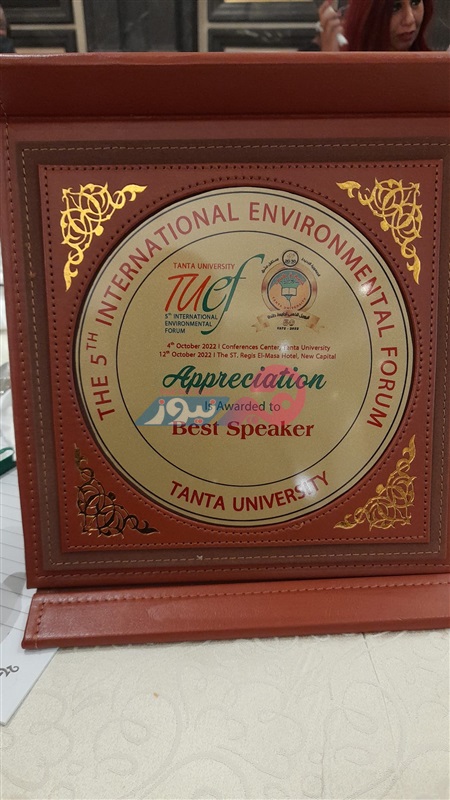 THE 5TH INTERNATIONAL ENVIRONMENTAL FORUM
TANTA UNIVERSITY
TUEF
5TH INTERNATIONAL
ENVIRONMENTAL
FORUM
4th October 2022 | Conferences Center, Tanta University
12th October 2022 | The ST. Regis El-Masa Hotel, New Capital
Appreciation
Is Awarded to
نيوز
Best Speaker
TANTA UNIVERSITY